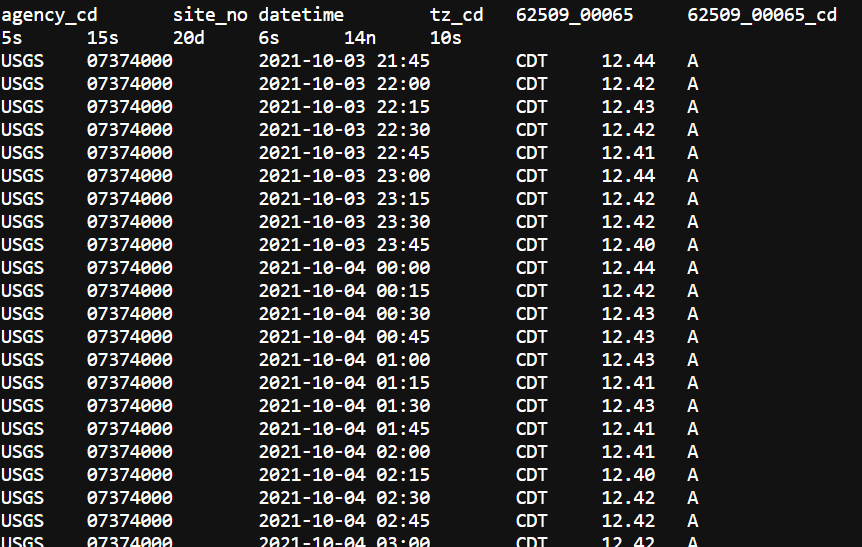 agency_cd	site_no	datetime	tz_cd	62509_00065	62509_00065_cd
5s	15s	20d	6s	14n	10s
USGS	07374000	2021-10-03 21:45	CDT	12.44	A
USGS	07374000	2021-10-03 22:00	CDT	12.42	A
USGS	07374000	2021-10-03 22:15	CDT	12.43	A
USGS	07374000	2021-10-03 22:30	CDT	12.42	A
USGS	07374000	2021-10-03 22:45	CDT	12.41	A
USGS	07374000	2021-10-03 23:00	CDT	12.44	A
USGS	07374000	2021-10-03 23:15	CDT	12.42	A
USGS	07374000	2021-10-03 23:30	CDT	12.42	A
USGS	07374000	2021-10-03 23:45	CDT	12.40	A
USGS	07374000	2021-10-04 00:00	CDT	12.44	A
USGS	07374000	2021-10-04 00:15	CDT	12.42	A
USGS	07374000	2021-10-04 00:30	CDT	12.43	A
USGS	07374000	2021-10-04 00:45	CDT	12.43	A
USGS	07374000	2021-10-04 01:00	CDT	12.43	A
USGS	07374000	2021-10-04 01:15	CDT	12.41	A
USGS	07374000	2021-10-04 01:30	CDT	12.43	A
USGS	07374000	2021-10-04 01:45	CDT	12.41	A
USGS	07374000	2021-10-04 02:00	CDT	12.41	A
USGS	07374000	2021-10-04 02:15	CDT	12.40	A
USGS	07374000	2021-10-04 02:30	CDT	12.42	A
USGS	07374000	2021-10-04 02:45	CDT	12.42	A
USGS	07374000	2021-10-04 03:00	CDT	12.42	A